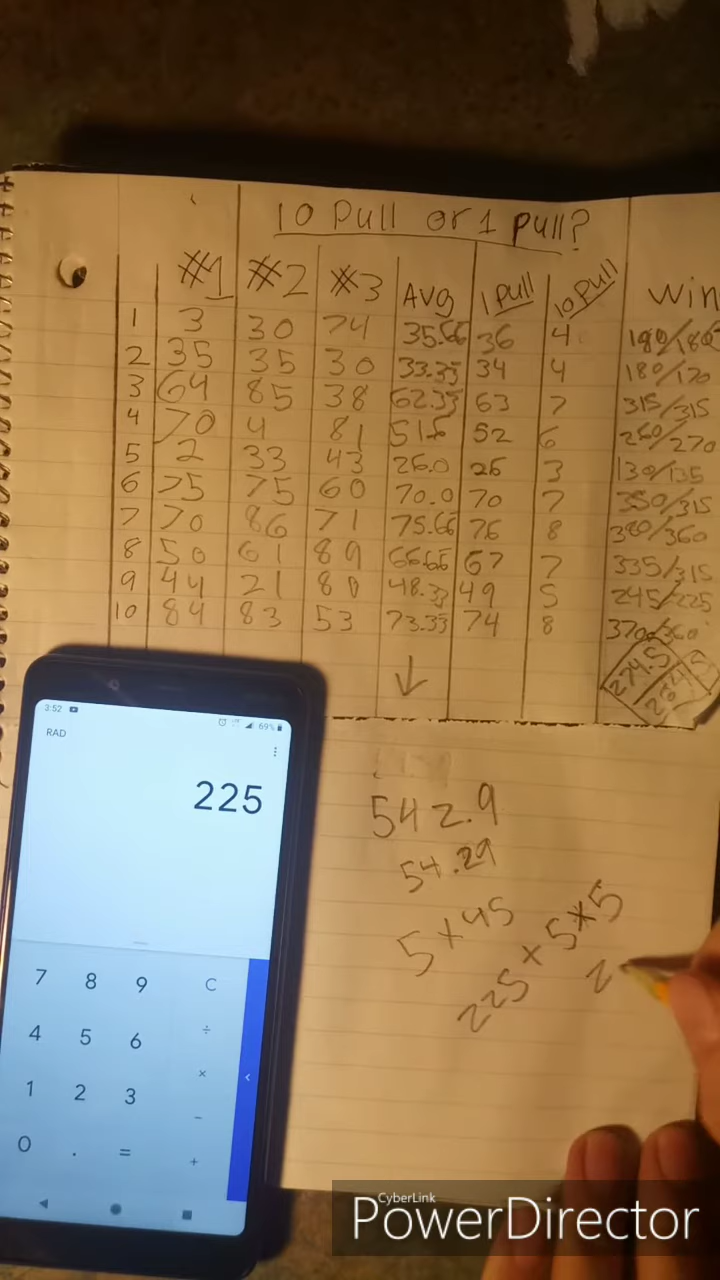 10 Pull or 1 pull?
#1 #2 #3 Avg 1 Pull 10 Pull Win
1 3 30 74 35.66 36 4 180/180
2 35 35 30 33.33 34 4 180/170
3 64 85 38 62.33 63 7 315/315
4 70 4 81 51.6 52 6 260/270
5 2 33 43 26.0 26 3 130/135
6 75 75 60 70.0 70 7 350/315
7 70 86 71 75.66 76 8 380/360
8 50 61 89 66.66 67 7 335/315
9 44 21 80 48.33 49 5 245/225
10 84 83 53 73.33 74 8 370/360
274.5
3:52 69%
RAD
225
542.9
54.29
5 x 45
225 x 5 x 5
2
7 8 9 C
4 5 6 ÷
1 2 3 ×
0 . = −
+
CyberLink
PowerDirector